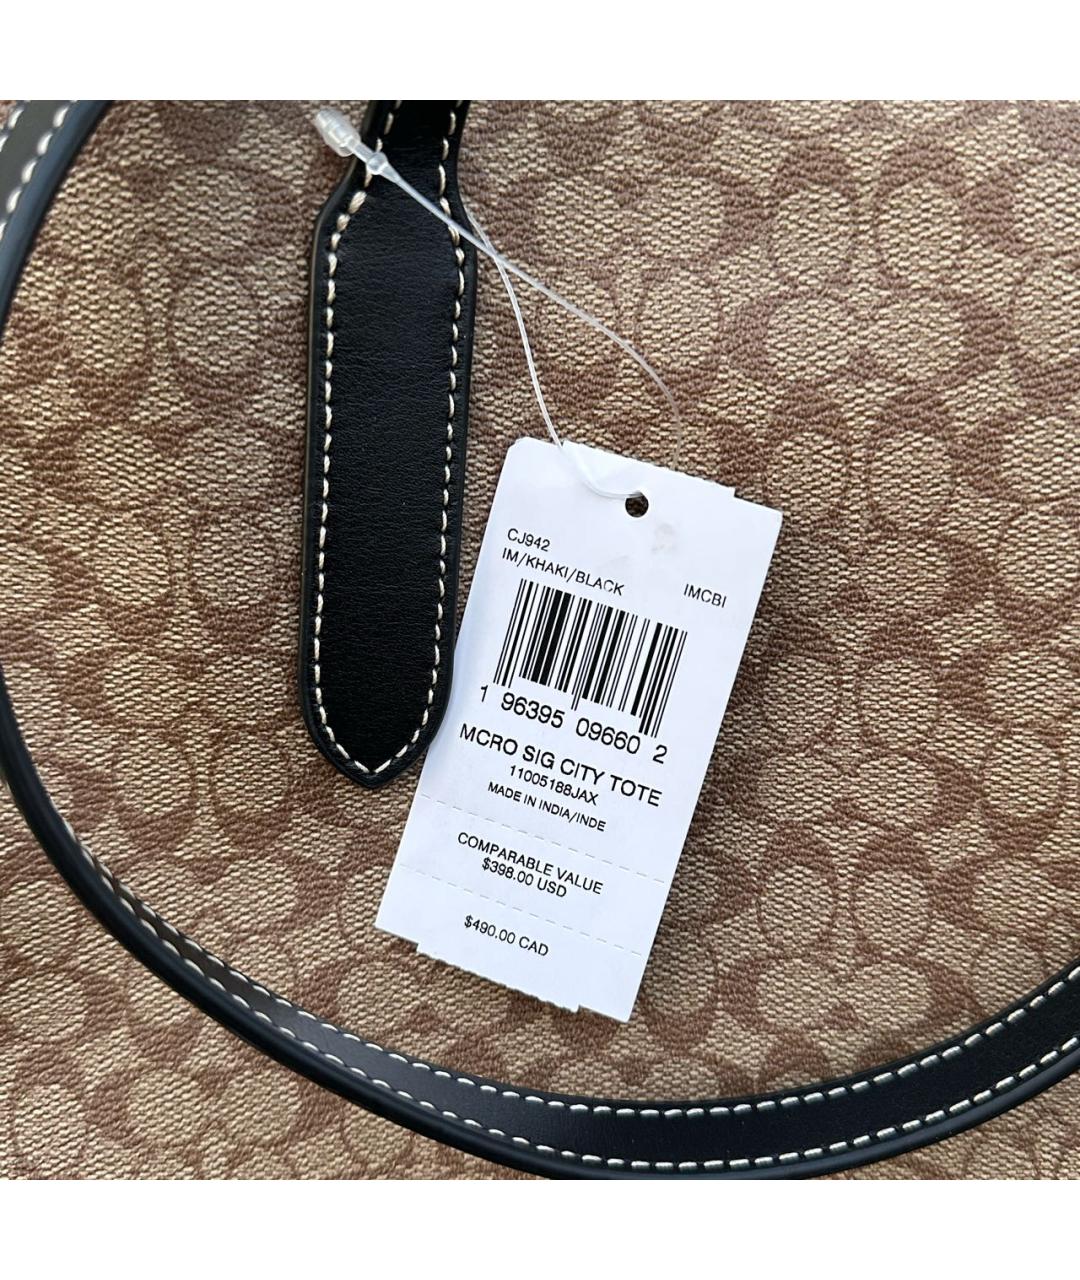 CJ942
IM/KHAKI/BLACK IMCBI
1 96395 09660 2
MCRO SIG CITY TOTE
11005188JAX
MADE IN INDIA/INDE
COMPARABLE VALUE
$398.00 USD
$490.00 CAD